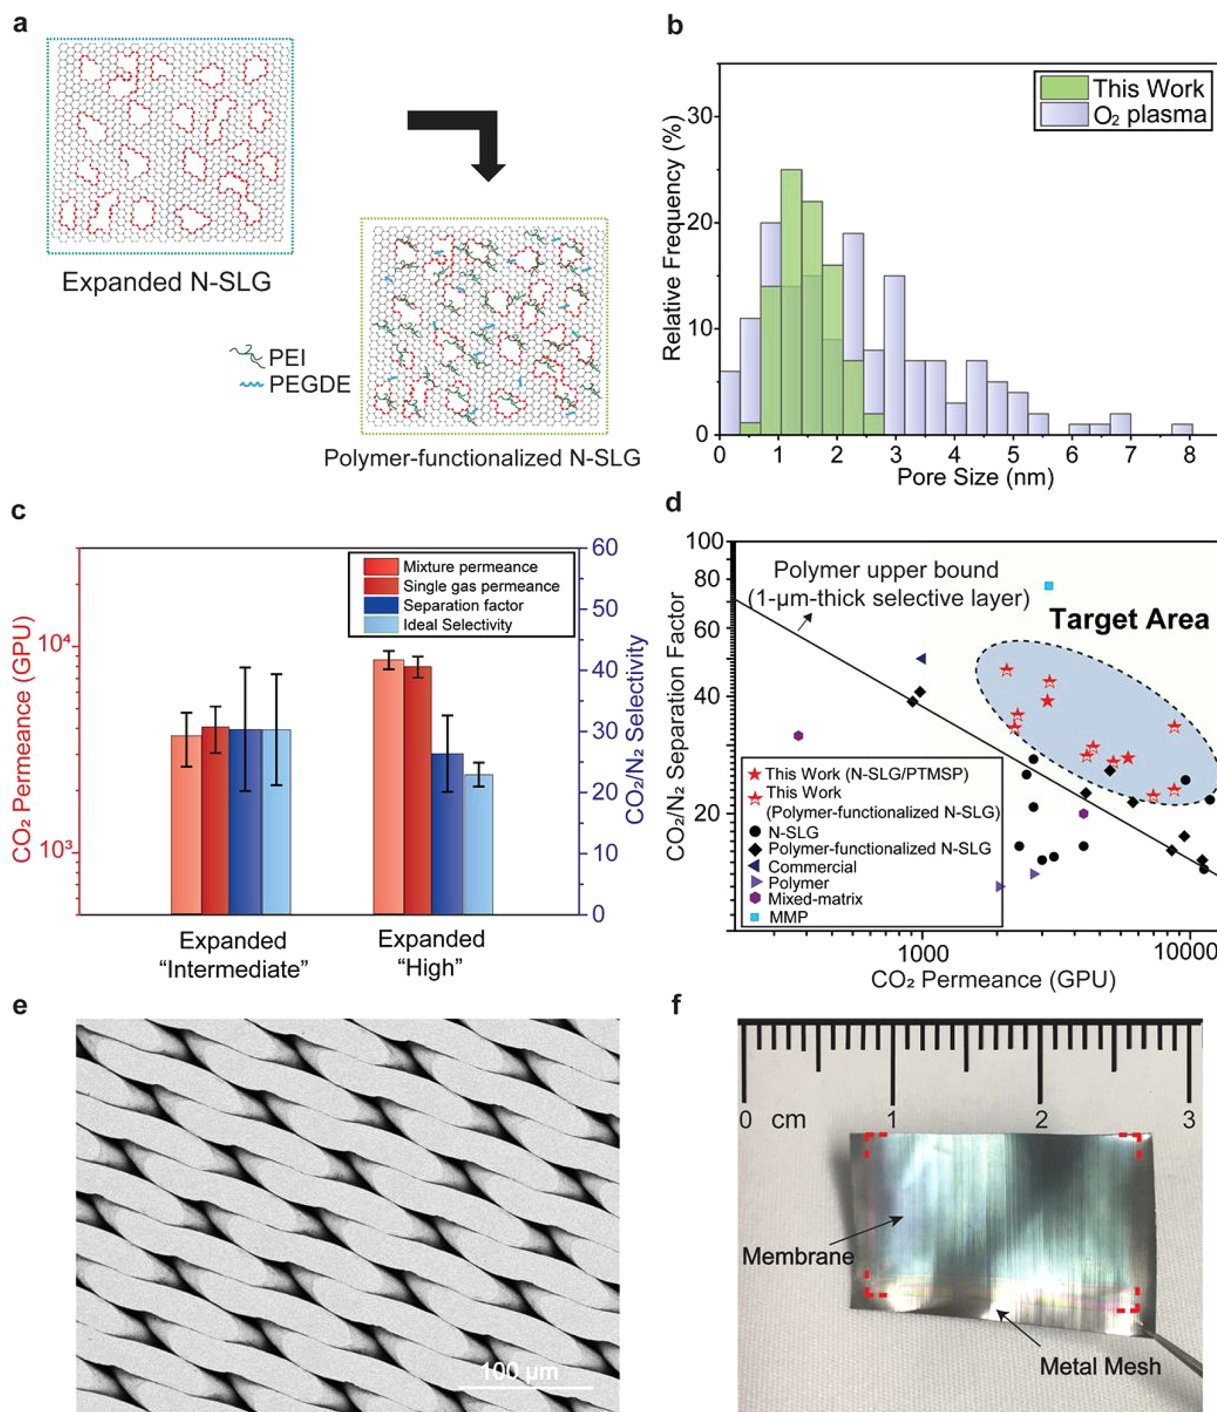 a
Expanded N-SLG
PEI
PEGDE
Polymer-functionalized N-SLG
b
Relative Frequency (%)
30
20
10
0
This Work
O₂ plasma
0 1 2 3 4 5 6 7 8
Pore Size (nm)
c
CO₂ Permeance (GPU)
10⁴
10³
Mixture permeance
Single gas permeance
Separation factor
Ideal Selectivity
60
50
40
30
20
10
0
CO₂/N₂ Selectivity
Expanded
“Intermediate”
Expanded
“High”
d
CO₂/N₂ Separation Factor
100
80
60
40
20
Polymer upper bound
(1-μm-thick selective layer)
Target Area
This Work (N-SLG/PTMSP)
This Work
(Polymer-functionalized N-SLG)
N-SLG
Polymer-functionalized N-SLG
Commercial
Polymer
Mixed-matrix
MMP
1000 10000
CO₂ Permeance (GPU)
e
100 μm
f
0 cm 1 2 3
Membrane
Metal Mesh